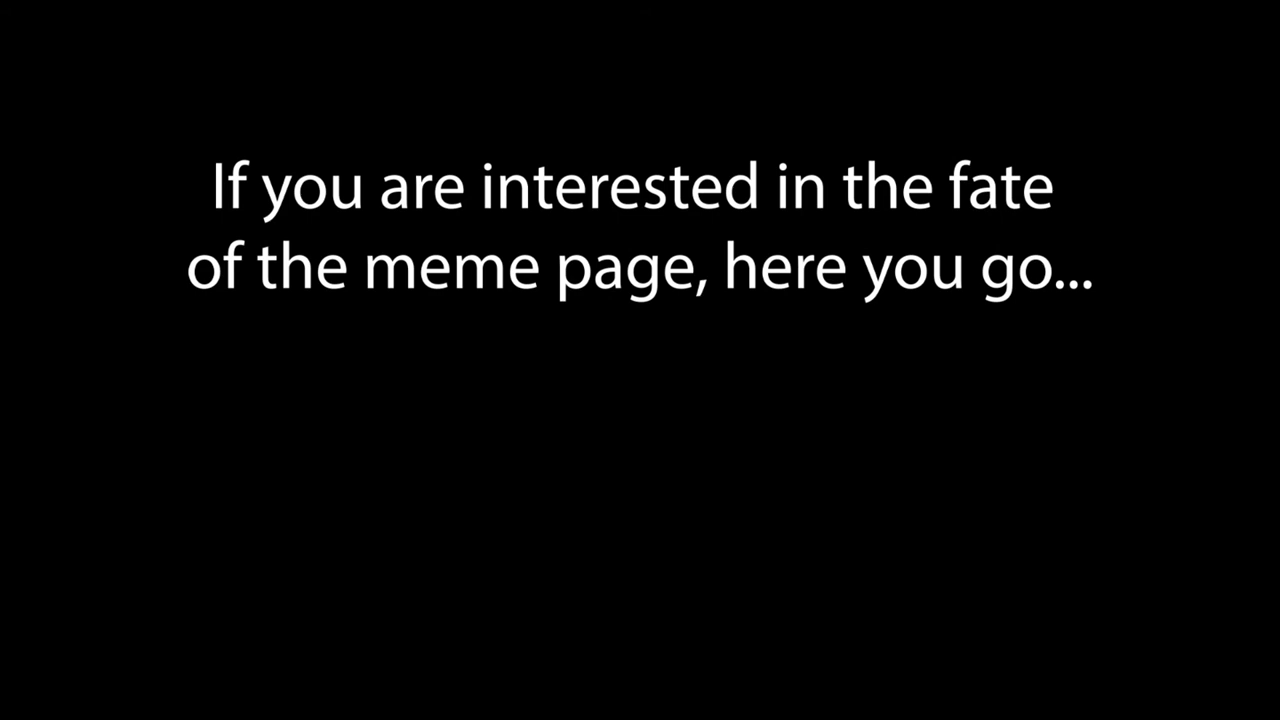 If you are interested in the fate
of the meme page, here you go...